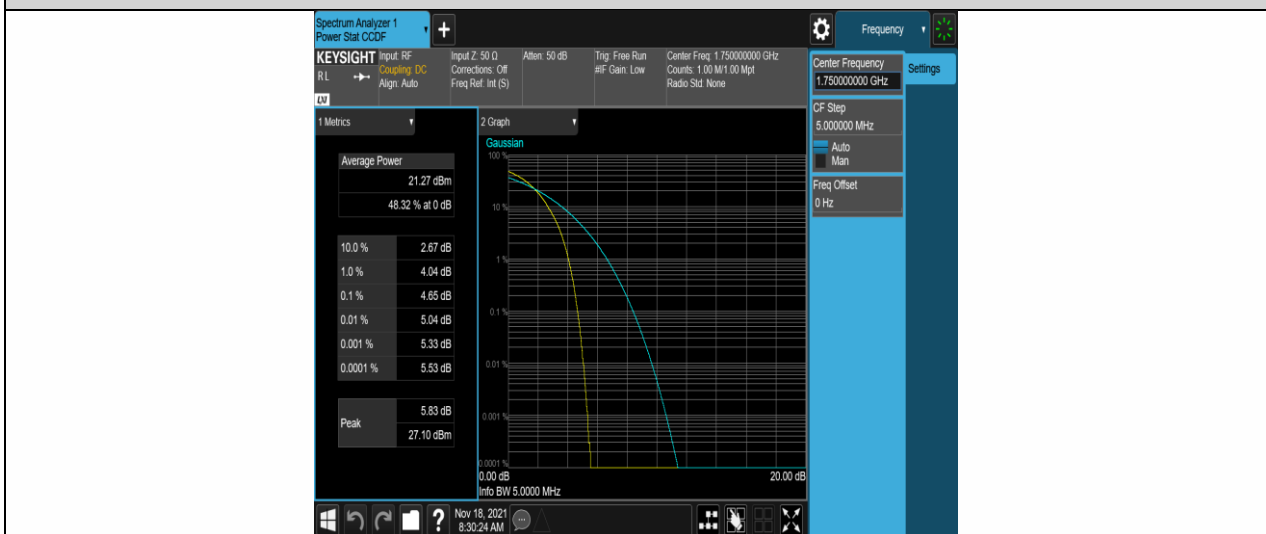 Spectrum Analyzer 1
Power Stat CCDF
+
Frequency
KEYSIGHT
RL
LXI
Input: RF
Coupling: DC
Align: Auto
Input Z: 50 Ω
Corrections: Off
Freq Ref: Int (S)
Atten: 50 dB
Trig: Free Run
#IF Gain: Low
Center Freq: 1.750000000 GHz
Counts: 1.00 M/1.00 Mpt
Radio Std: None
Center Frequency
1.750000000 GHz
Settings
CF Step
5.000000 MHz
Auto
Man
Freq Offset
0 Hz
1 Metrics
Average Power
21.27 dBm
48.32 % at 0 dB
10.0 % 2.67 dB
1.0 % 4.04 dB
0.1 % 4.65 dB
0.01 % 5.04 dB
0.001 % 5.33 dB
0.0001 % 5.53 dB
Peak
5.83 dB
27.10 dBm
2 Graph
Gaussian
100 %
10 %
1 %
0.1 %
0.01 %
0.001 %
0.0001 %
0.00 dB 20.00 dB
Info BW 5.0000 MHz
?
Nov 18, 2021
8:30:24 AM